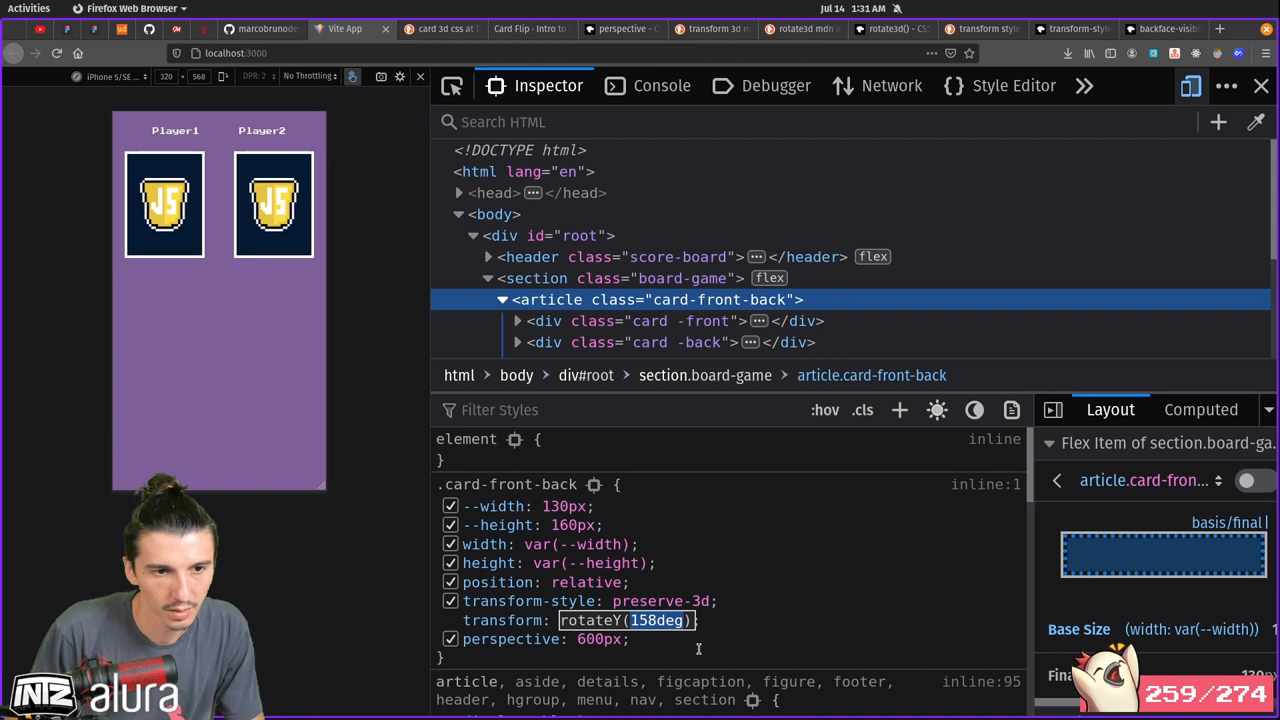 Activities
Firefox Web Browser
Jul 14 1:31 AM
ud
marcobrunodev
Vite App
card 3d css at D
Card Flip - Intro t
perspective - C
transform 3d m
rotate3d mdn a
rotate3d() - CSS
transform style
transform-styl
backface-visib
localhost:3000
iPhone 5/SE ...
320
568
DPR: 2
No Throttling
Inspector
Console
Debugger
Network
Style Editor
Search HTML
Player1
Player2
JS
JS
<!DOCTYPE html>
<html lang="en">
<head> </head>
<body>
<div id="root">
<header class="score-board"> </header> flex
<section class="board-game"> flex
<article class="card-front-back">
<div class="card -front"> </div>
<div class="card -back"> </div>
html > body > div#root > section.board-game > article.card-front-back
Filter Styles
:hov .cls
Layout
Computed
element { inline
}
Flex Item of section.board-ga...
.card-front-back { inline:1
article.card-fron...
--width: 130px;
--height: 160px;
width: var(--width);
height: var(--height);
position: relative;
transform-style: preserve-3d;
transform: rotateY(158deg);
perspective: 600px;
}
basis/final
Base Size (width: var(--width))
article, aside, details, figcaption, figure, footer, inline:95
header, hgroup, menu, nav, section {
INTZ alura
259/274